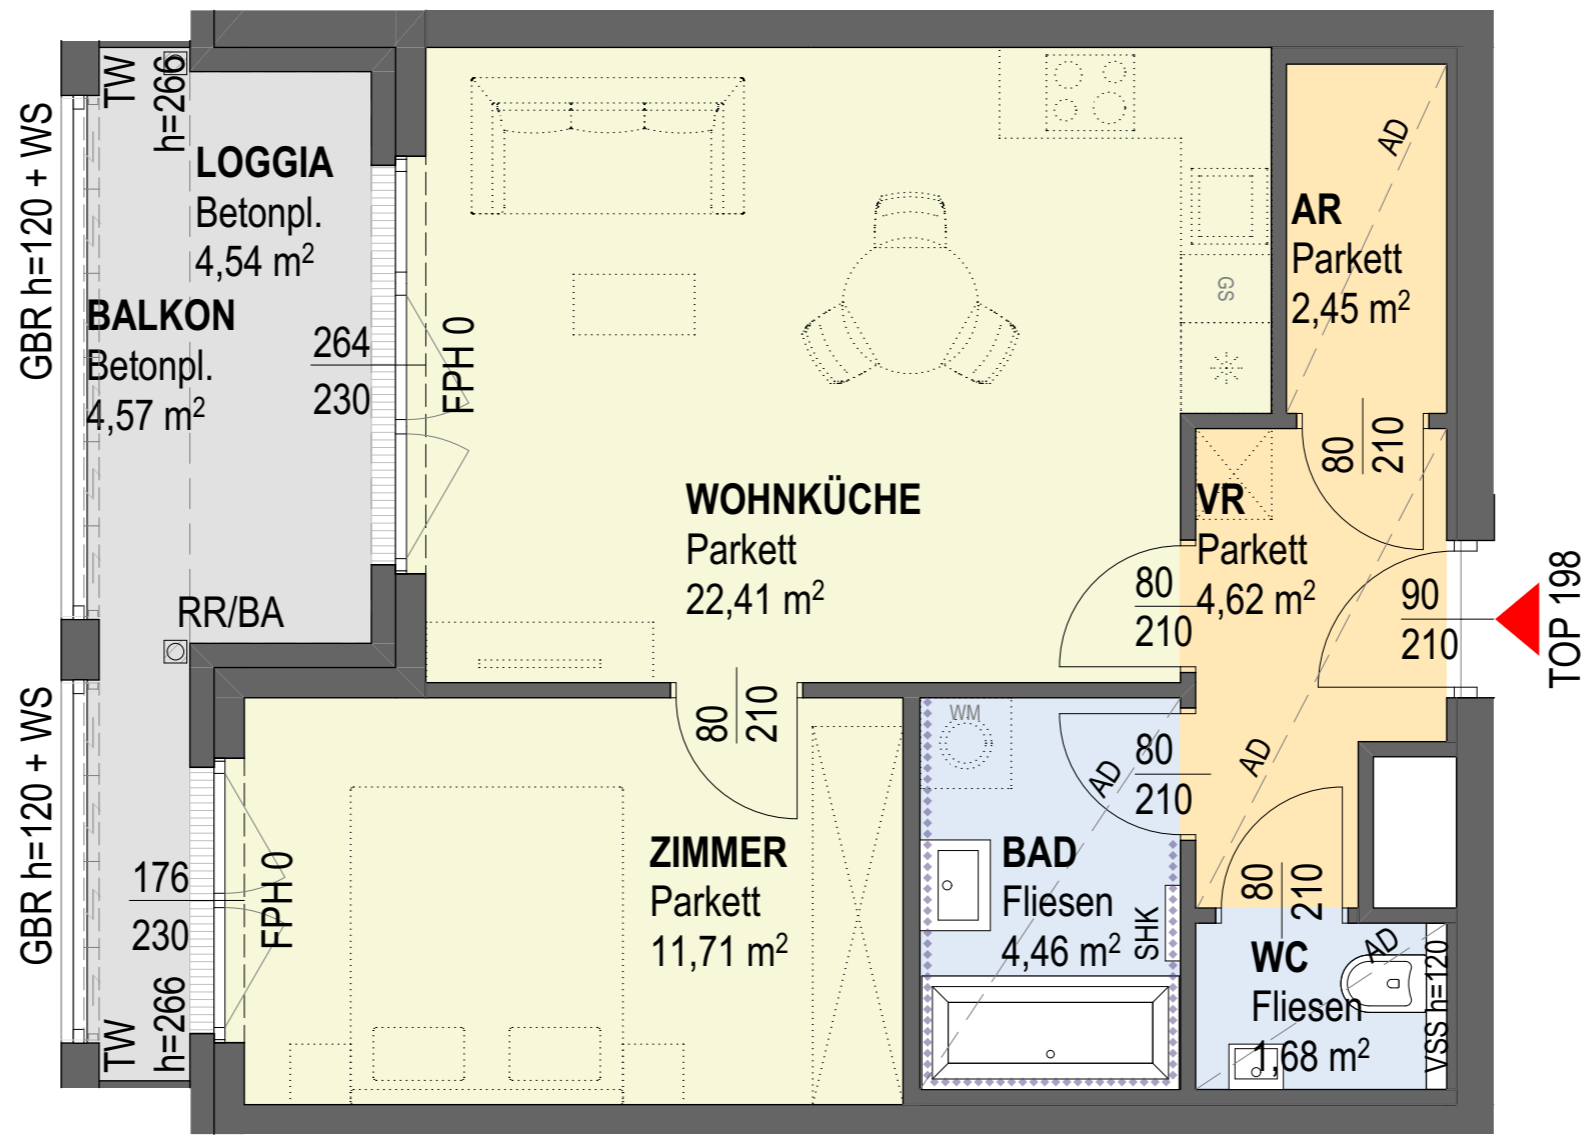 TW
h=266
GBR h=120 + WS
LOGGIA
Betonpl.
4,54 m²
BALKON
Betonpl.
4,57 m²
264
230
FPH 0
RR/BA
WOHNKÜCHE
Parkett
22,41 m²
GS
AR
Parkett
2,45 m²
AD
80
210
VR
Parkett
4,62 m²
80
210
90
210
TOP 198
AD
GBR h=120 + WS
176
230
FPH 0
TW
h=266
80
210
ZIMMER
Parkett
11,71 m²
WM
AD
80
210
BAD
Fliesen
4,46 m²
SHK
80
210
WC
Fliesen
1,68 m²
AD
VSS h=120